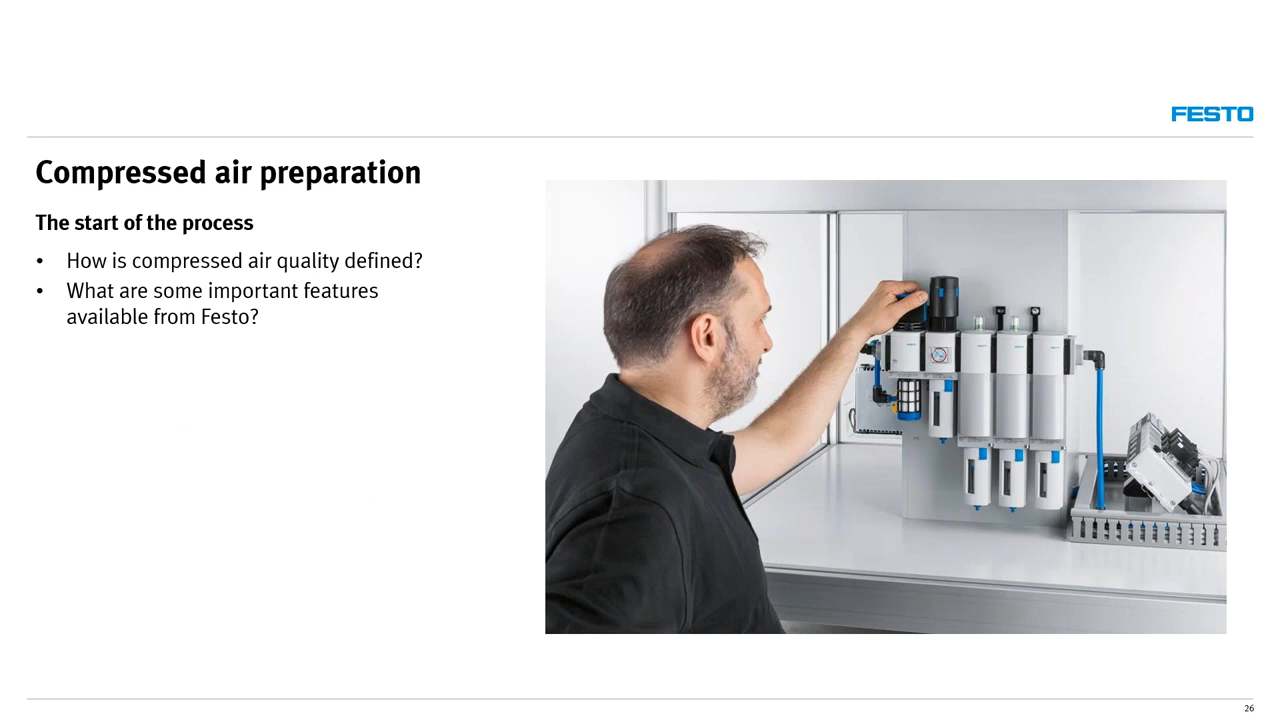 FESTO
Compressed air preparation
The start of the process
• How is compressed air quality defined?
• What are some important features
available from Festo?
26